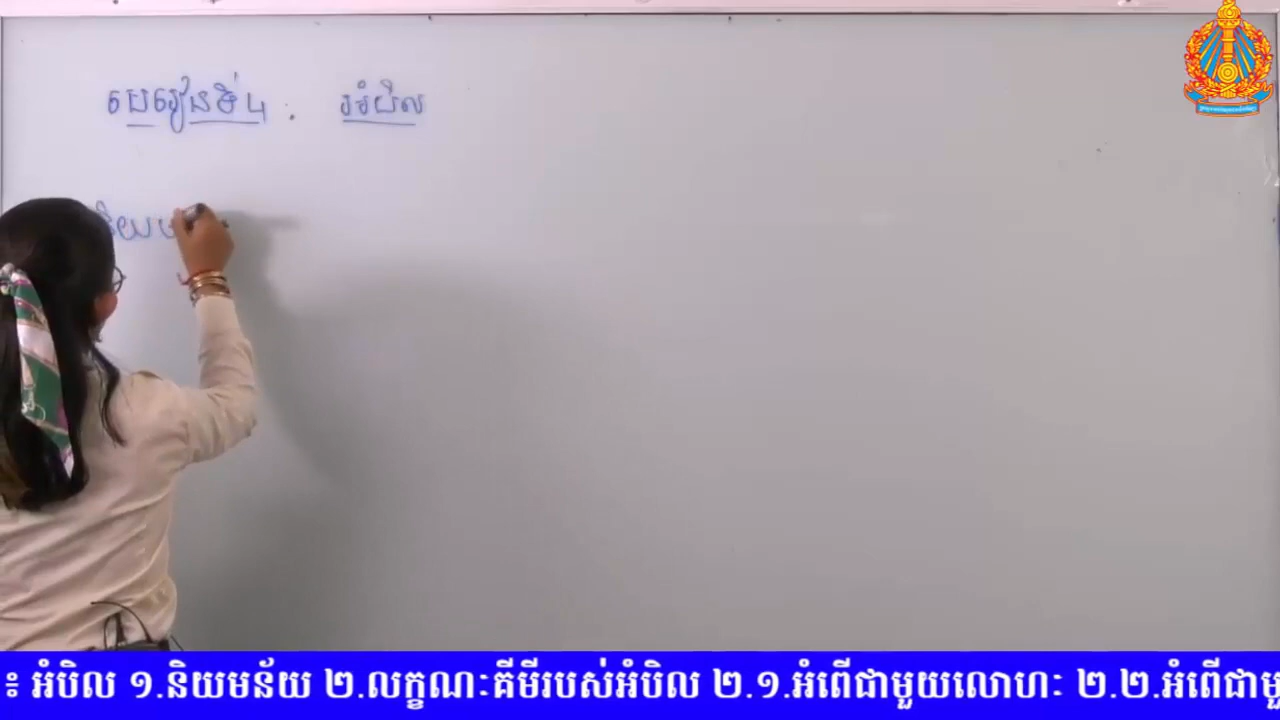 មេរៀនទី4 : អំបិល
និយម
៖ អំបិល ១.និយមន័យ ២.លក្ខណៈគីមីរបស់អំបិល ២.១.អំពើជាមួយលោហៈ ២.២.អំពើជាមួ